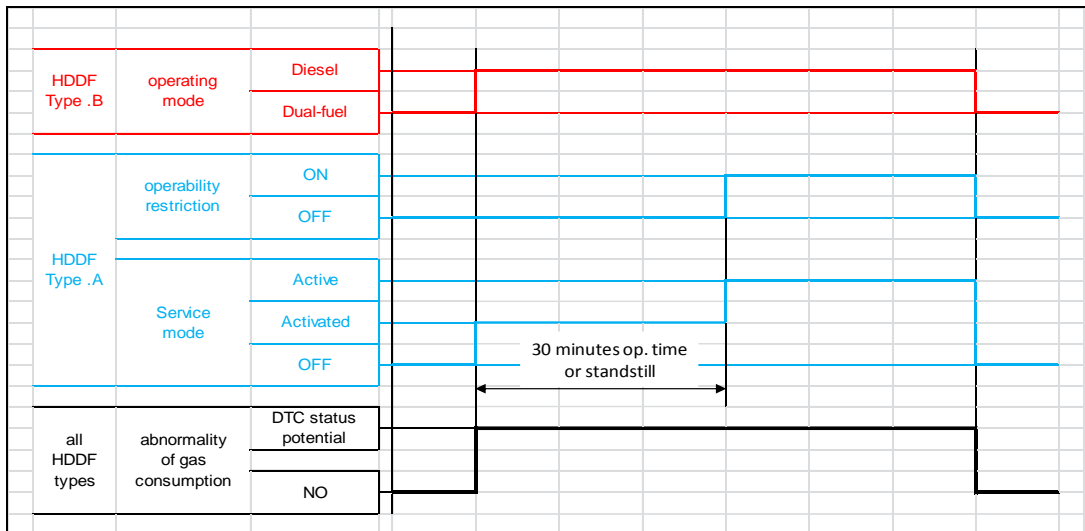 HDDF
Type .B
operating
mode
Diesel
Dual-fuel
HDDF
Type .A
operability
restriction
ON
OFF
Service
mode
Active
Activated
OFF
30 minutes op. time
or standstill
all
HDDF
types
abnormality
of gas
consumption
DTC status
potential
NO